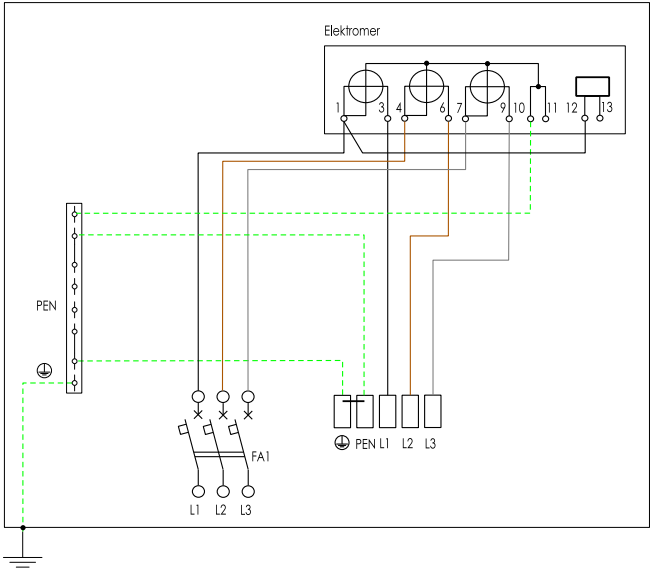 Elektromer
1 3 4 6 7 9 10 11 12 13
PEN
PEN L1 L2 L3
FA1
L1 L2 L3